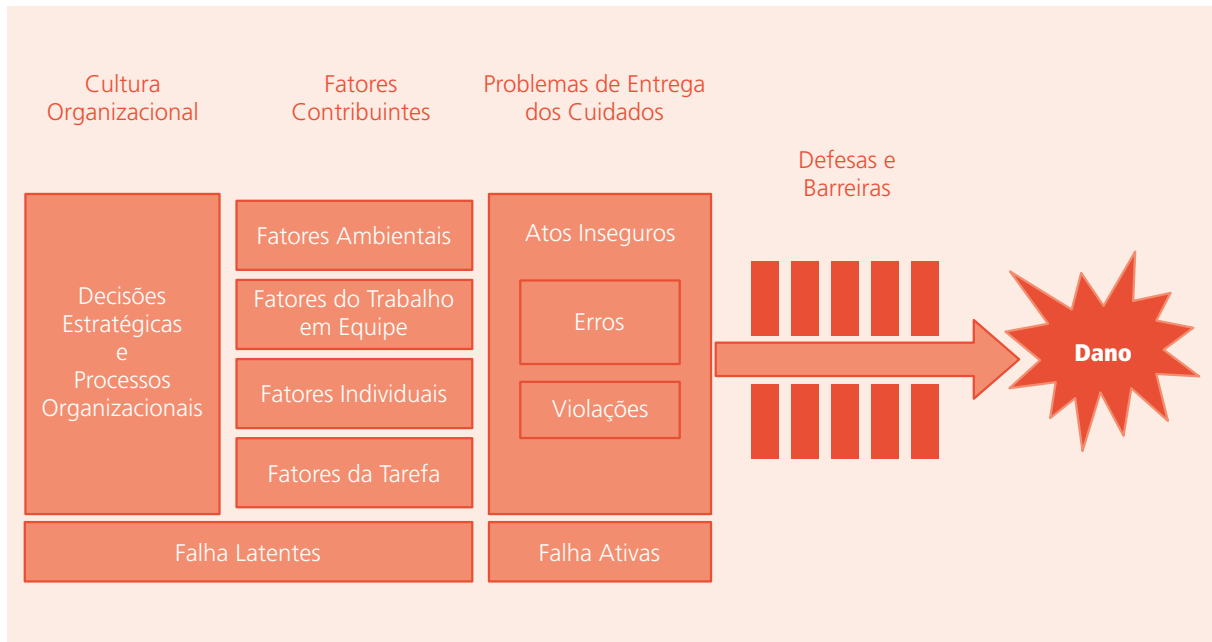 Cultura
Organizacional
Fatores
Contribuintes
Problemas de Entrega
dos Cuidados
Defesas e
Barreiras
Decisões
Estratégicas
e
Processos
Organizacionais
Fatores Ambientais
Fatores do Trabalho
em Equipe
Fatores Individuais
Fatores da Tarefa
Atos Inseguros
Erros
Violações
Dano
Falha Latentes
Falha Ativas